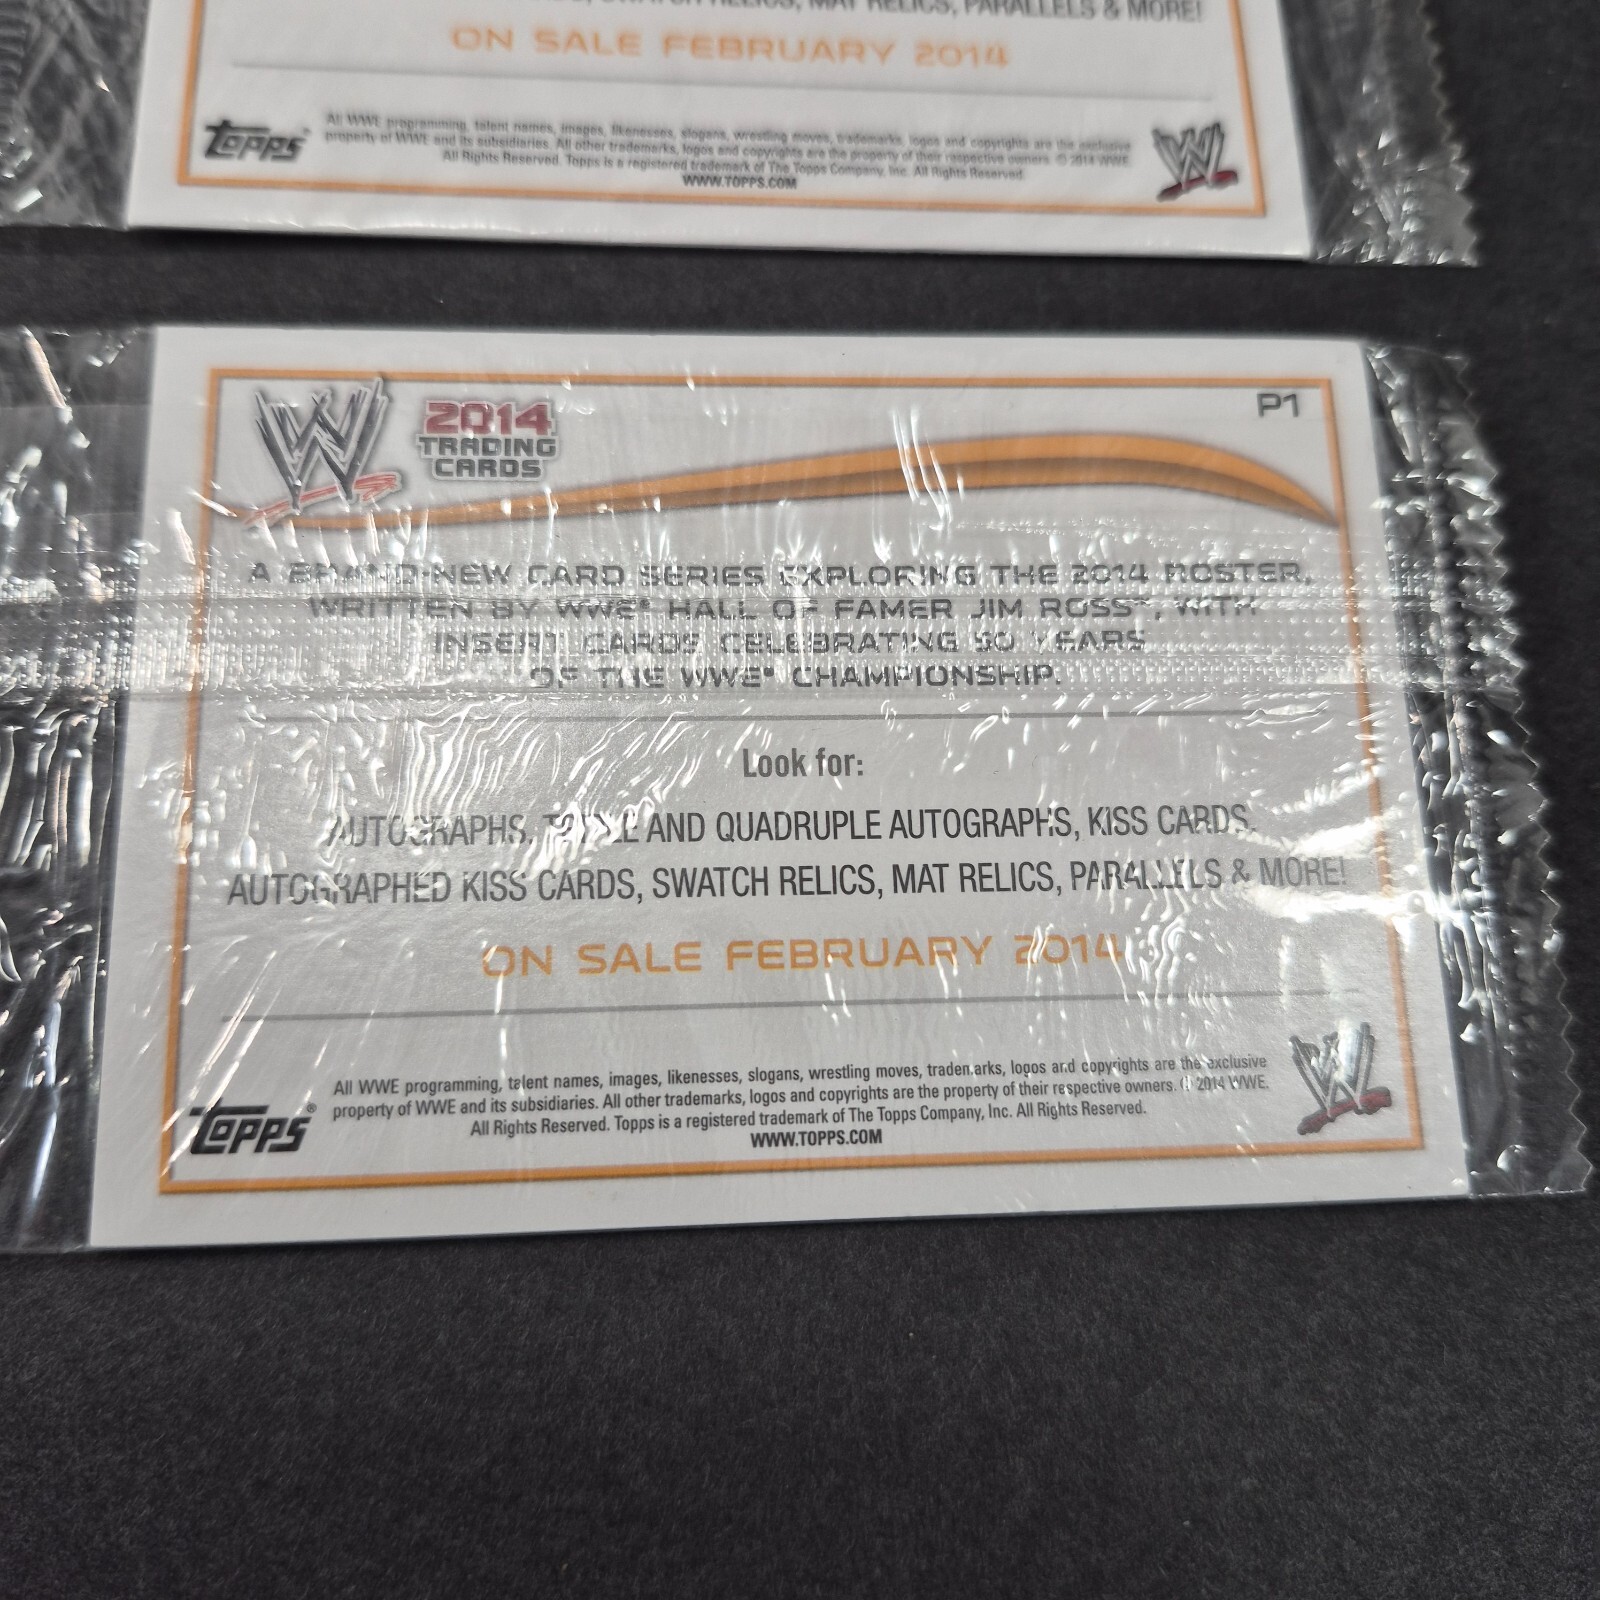 SWATCH RELICS, MAT RELICS, PARALLELS & MORE!
ON SALE FEBRUARY 2014
Topps
All WWE programming, talent names, images, likenesses, slogans, wrestling moves, trademarks, logos and copyrights are the exclusive
property of WWE and its subsidiaries. All other trademarks, logos and copyrights are the property of their respective owners. © 2014 WWE.
All Rights Reserved. Topps is a registered trademark of The Topps Company, Inc. All Rights Reserved.
WWW.TOPPS.COM
W
W
2014
TRADING
CARDS
P1
A BRAND-NEW CARD SERIES EXPLORING THE 2014 ROSTER,
WRITTEN BY WWE® HALL OF FAMER JIM ROSS™, WITH
INSERT CARDS CELEBRATING 50 YEARS
OF THE WWE® CHAMPIONSHIP.
Look for:
AUTOGRAPHS, TRIPLE AND QUADRUPLE AUTOGRAPHS, KISS CARDS,
AUTOGRAPHED KISS CARDS, SWATCH RELICS, MAT RELICS, PARALLELS & MORE!
ON SALE FEBRUARY 2014
Topps®
All WWE programming, talent names, images, likenesses, slogans, wrestling moves, trademarks, logos and copyrights are the exclusive
property of WWE and its subsidiaries. All other trademarks, logos and copyrights are the property of their respective owners. © 2014 WWE.
All Rights Reserved. Topps is a registered trademark of The Topps Company, Inc. All Rights Reserved.
WWW.TOPPS.COM
W